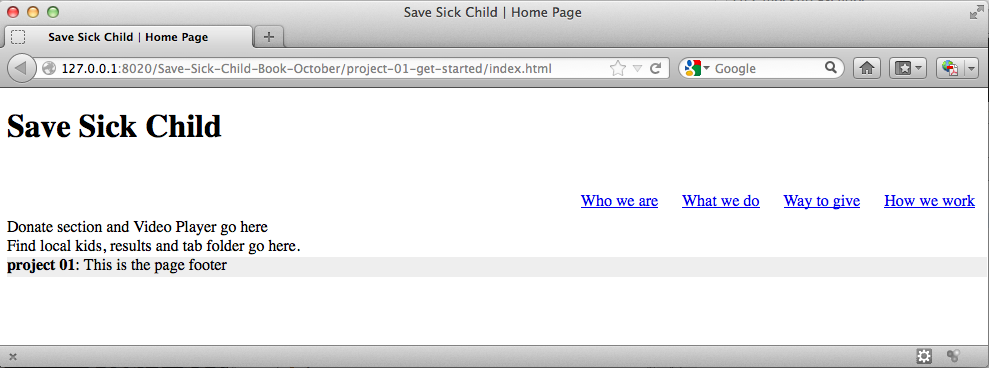 Save Sick Child | Home Page
Save Sick Child | Home Page
127.0.0.1:8020/Save-Sick-Child-Book-October/project-01-get-started/index.html
Google
Save Sick Child
Who we are What we do Way to give How we work
Donate section and Video Player go here
Find local kids, results and tab folder go here.
project 01: This is the page footer